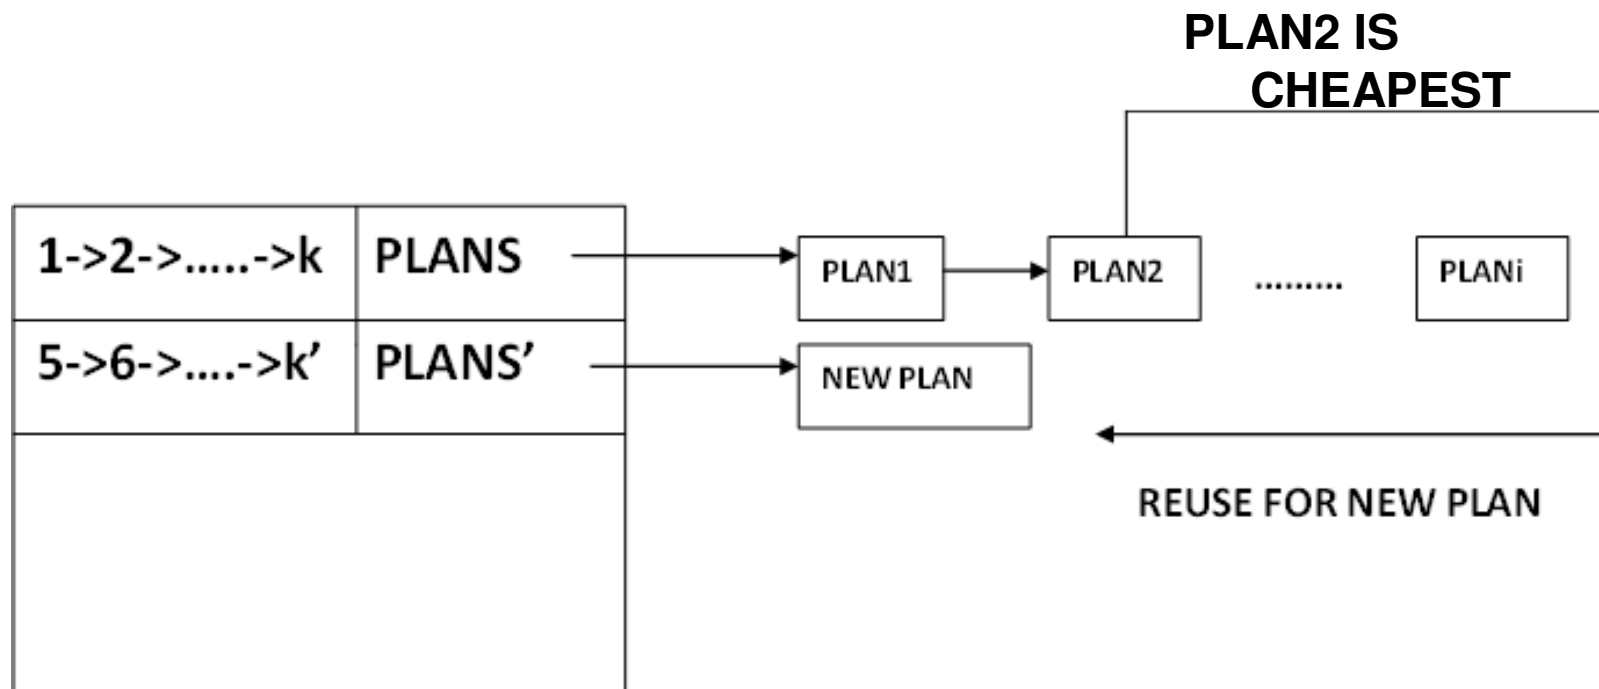 PLAN2 IS
CHEAPEST
1->2->.....->k PLANS PLAN1 PLAN2 ......... PLANi
5->6->....->k’ PLANS’ NEW PLAN
REUSE FOR NEW PLAN